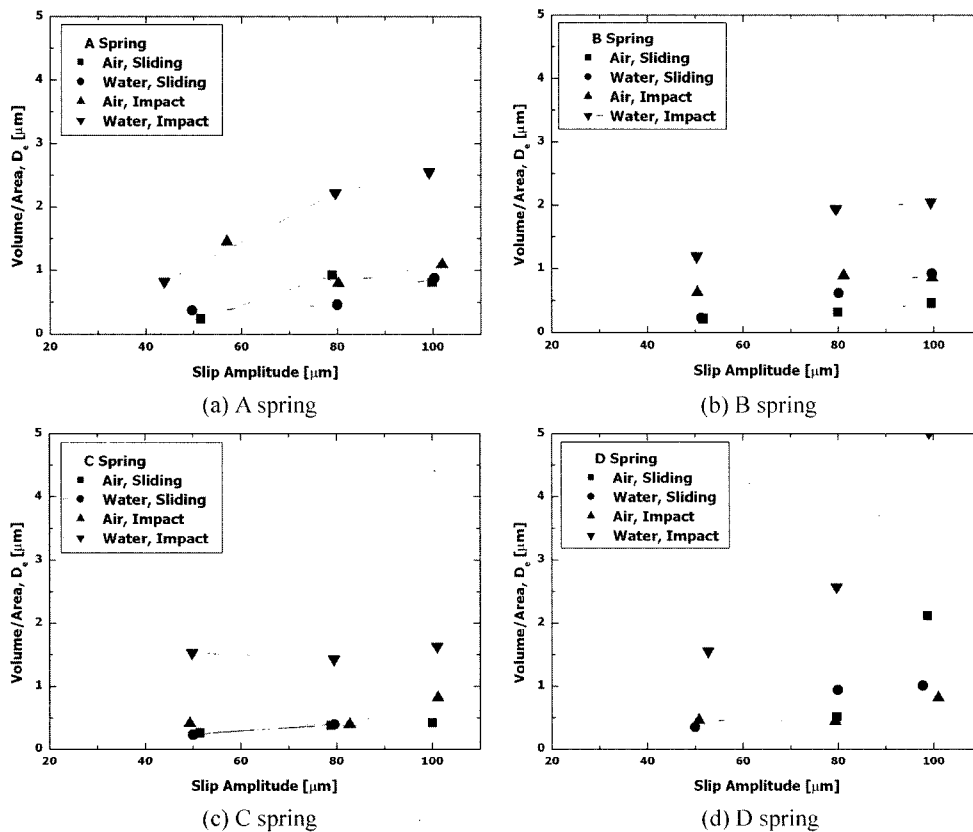 A Spring
Air, Sliding
Water, Sliding
Air, Impact
Water, Impact
Volume/Area, D_e [μm]
5
4
3
2
1
0
20 40 60 80 100
Slip Amplitude [μm]
(a) A spring
B Spring
Air, Sliding
Water, Sliding
Air, Impact
Water, Impact
Volume/Area, D_e [μm]
5
4
3
2
1
0
20 40 60 80 100
Slip Amplitude [μm]
(b) B spring
C Spring
Air, Sliding
Water, Sliding
Air, Impact
Water, Impact
Volume/Area, D_e [μm]
5
4
3
2
1
0
20 40 60 80 100
Slip Amplitude [μm]
(c) C spring
D Spring
Air, Sliding
Water, Sliding
Air, Impact
Water, Impact
Volume/Area, D_e [μm]
5
4
3
2
1
0
20 40 60 80 100
Slip Amplitude [μm]
(d) D spring